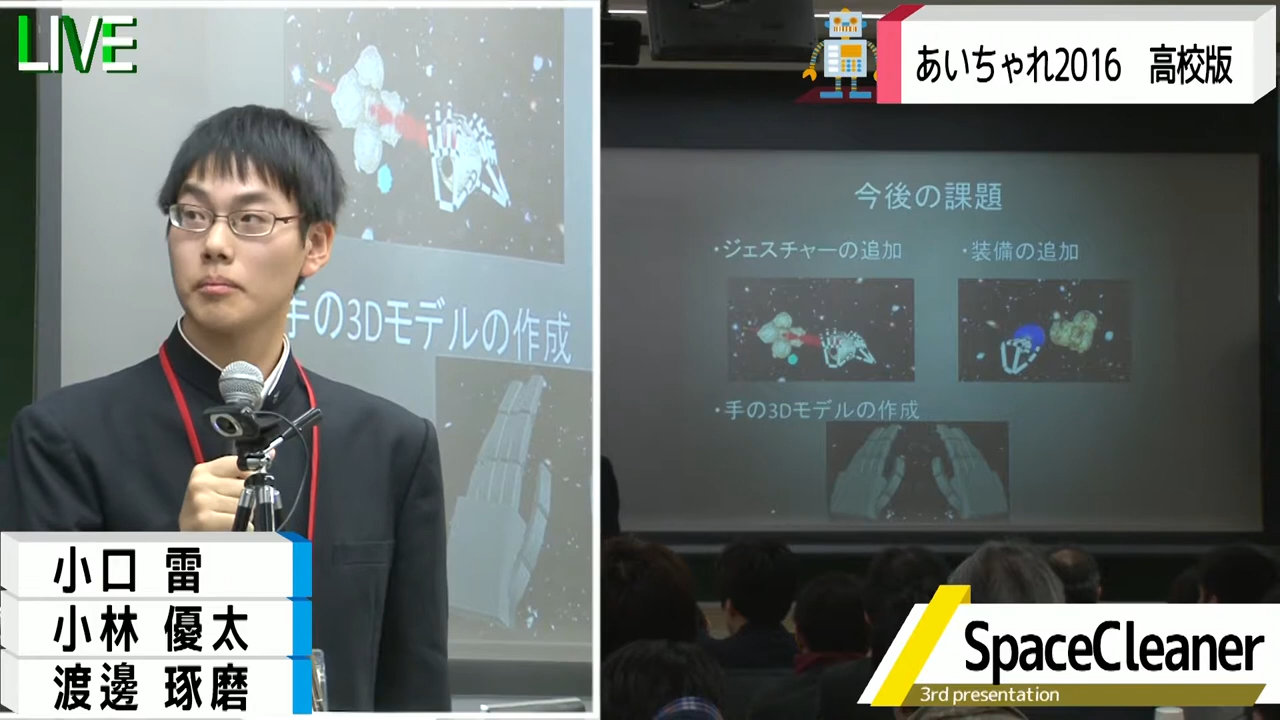 LIVE
あいちゃれ2016 高校版
手の3Dモデルの作成
今後の課題
・ジェスチャーの追加
・装備の追加
・手の3Dモデルの作成
小口 雷
小林 優太
渡邊 琢磨
SpaceCleaner
3rd presentation